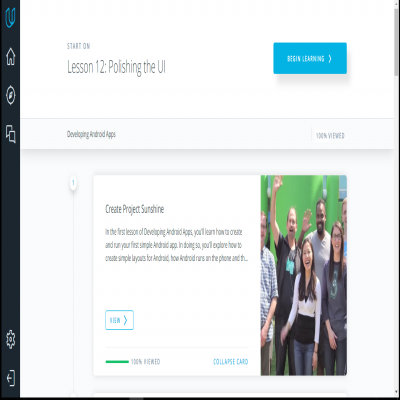 START ON
Lesson 12: Polishing the UI
BEGIN LEARNING
Developing Android Apps
100% VIEWED
1
Create Project Sunshine
In the first lesson of Developing Android Apps, you'll learn how to create
and run your first simple Android app. In doing so, you'll explore how to
create simple layouts for Android, how Android runs on the phone and th...
VIEW
100% VIEWED
COLLAPSE CARD